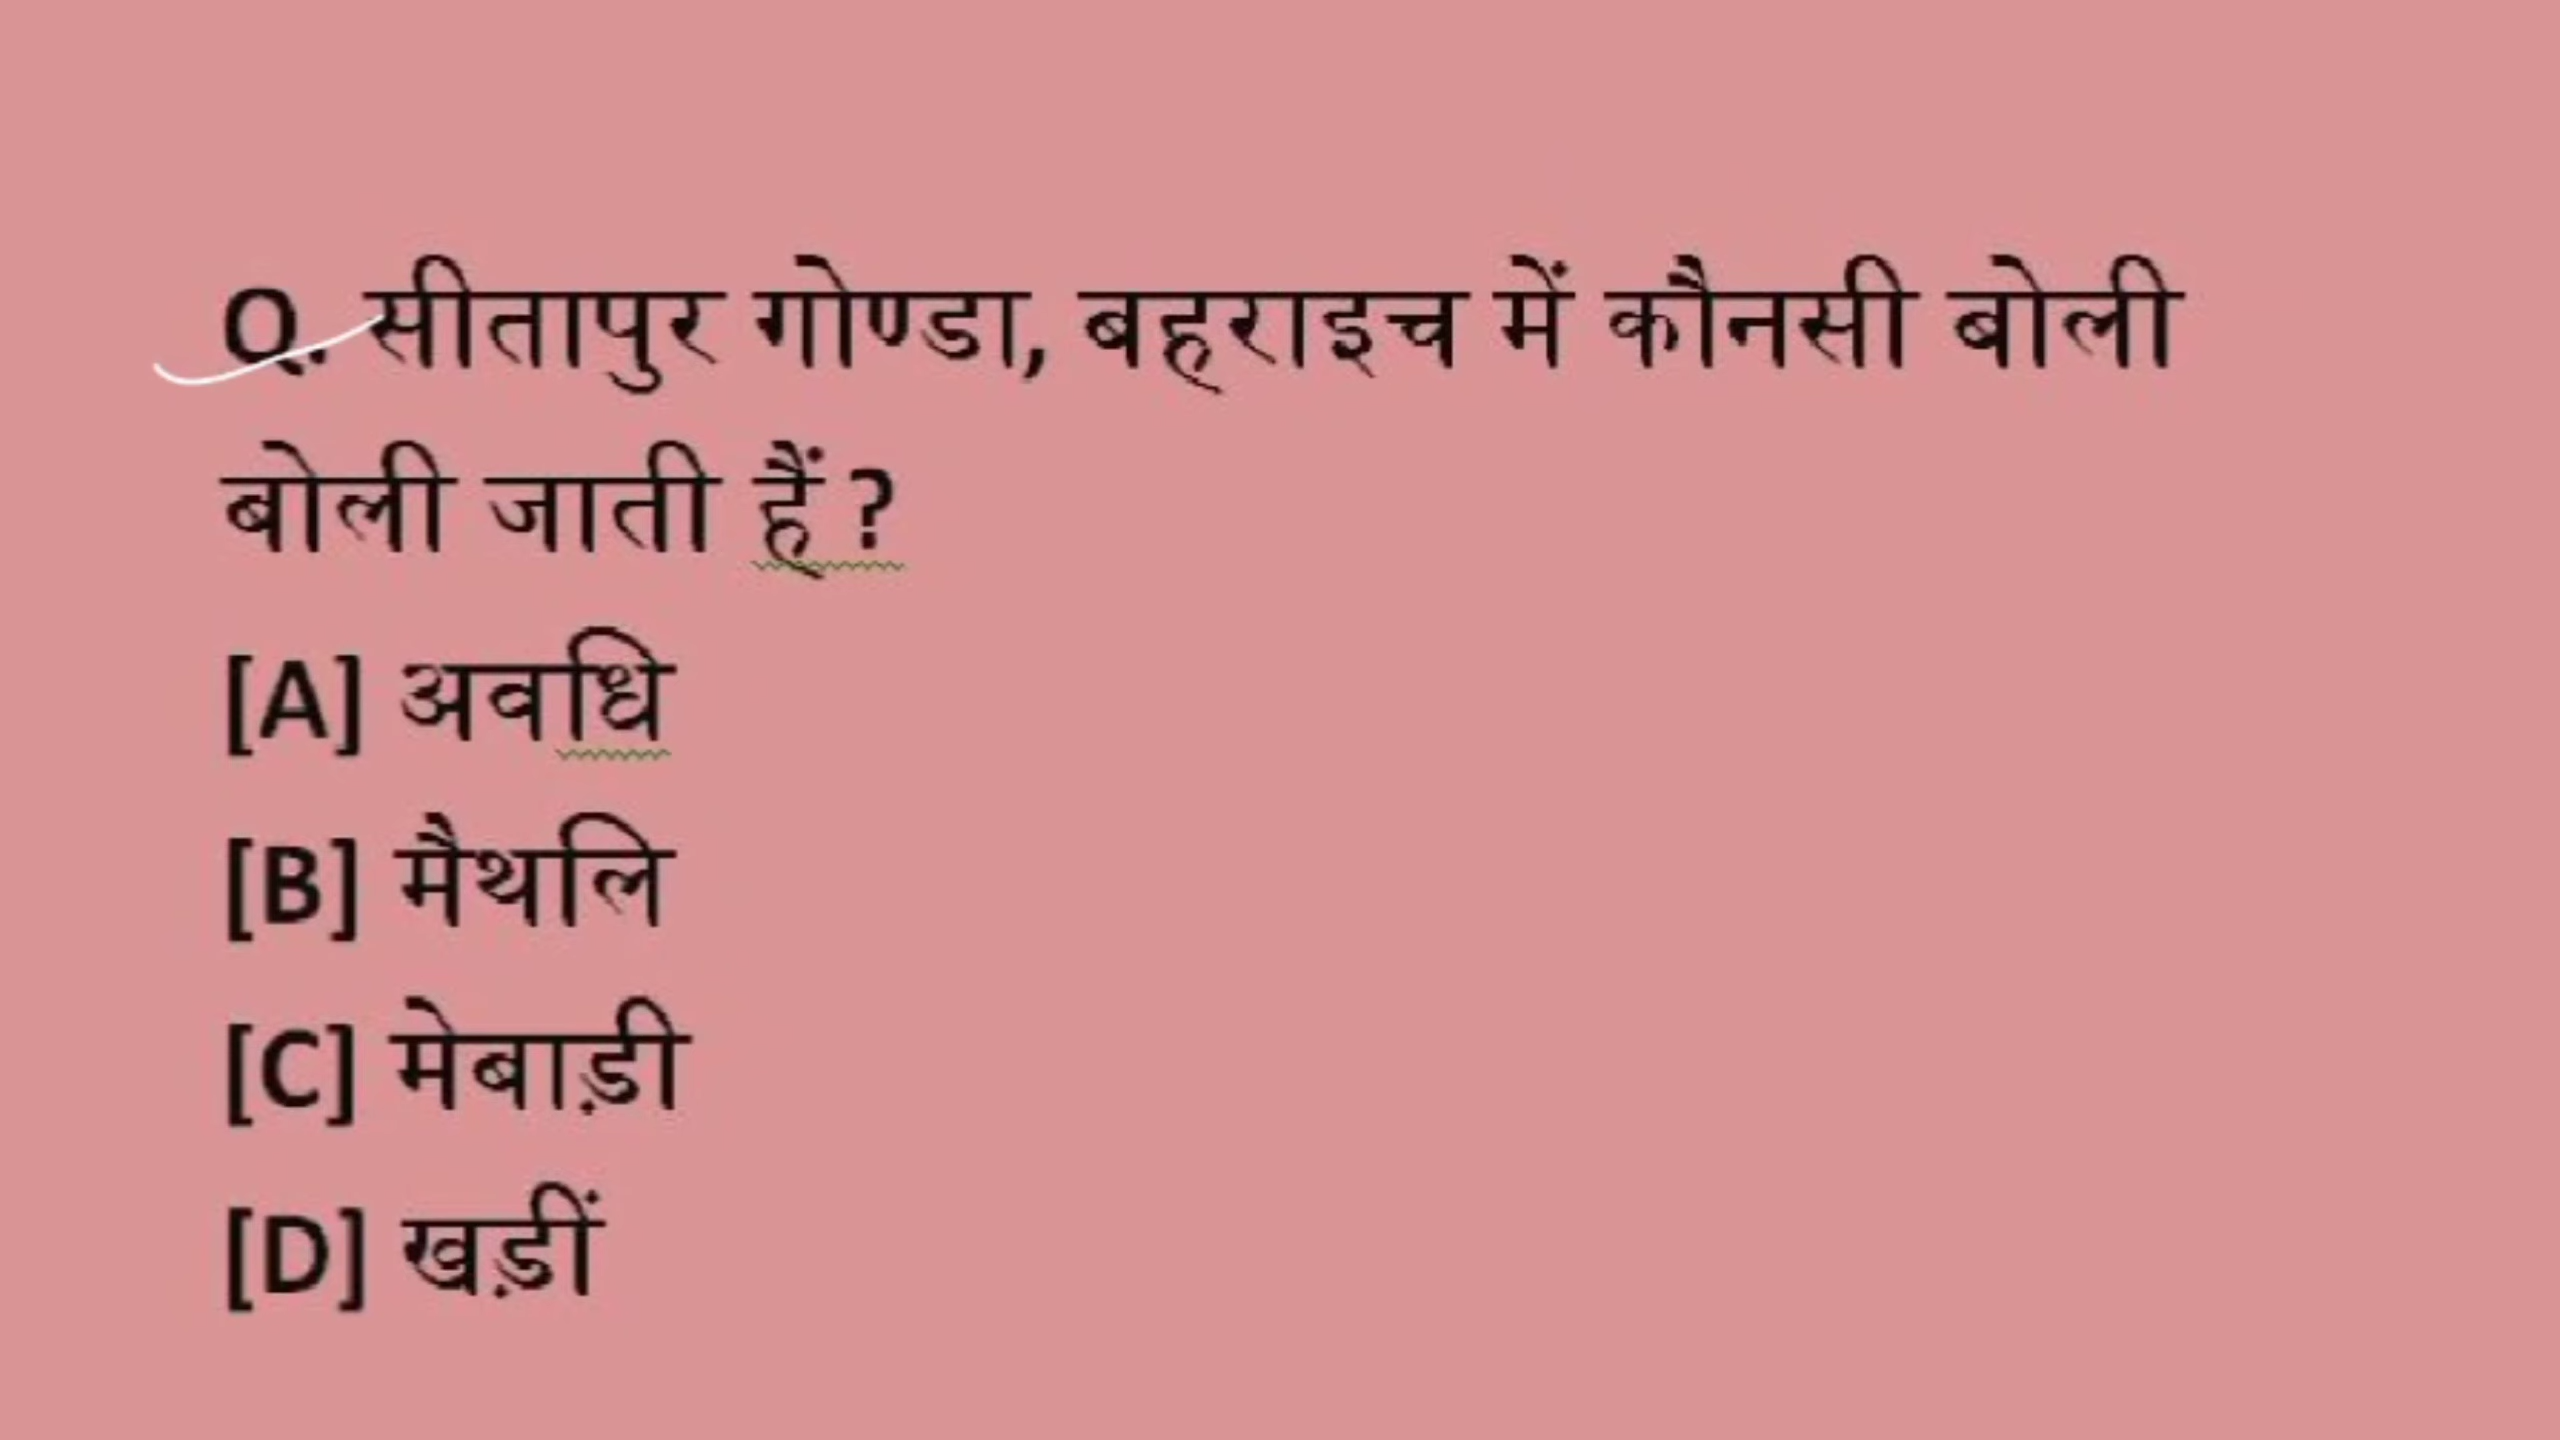 Q. सीतापुर गोण्डा, बहराइच में कौनसी बोली
बोली जाती हैं ?
[A] अवधि
[B] मैथलि
[C] मेबाड़ी
[D] खड़ीं